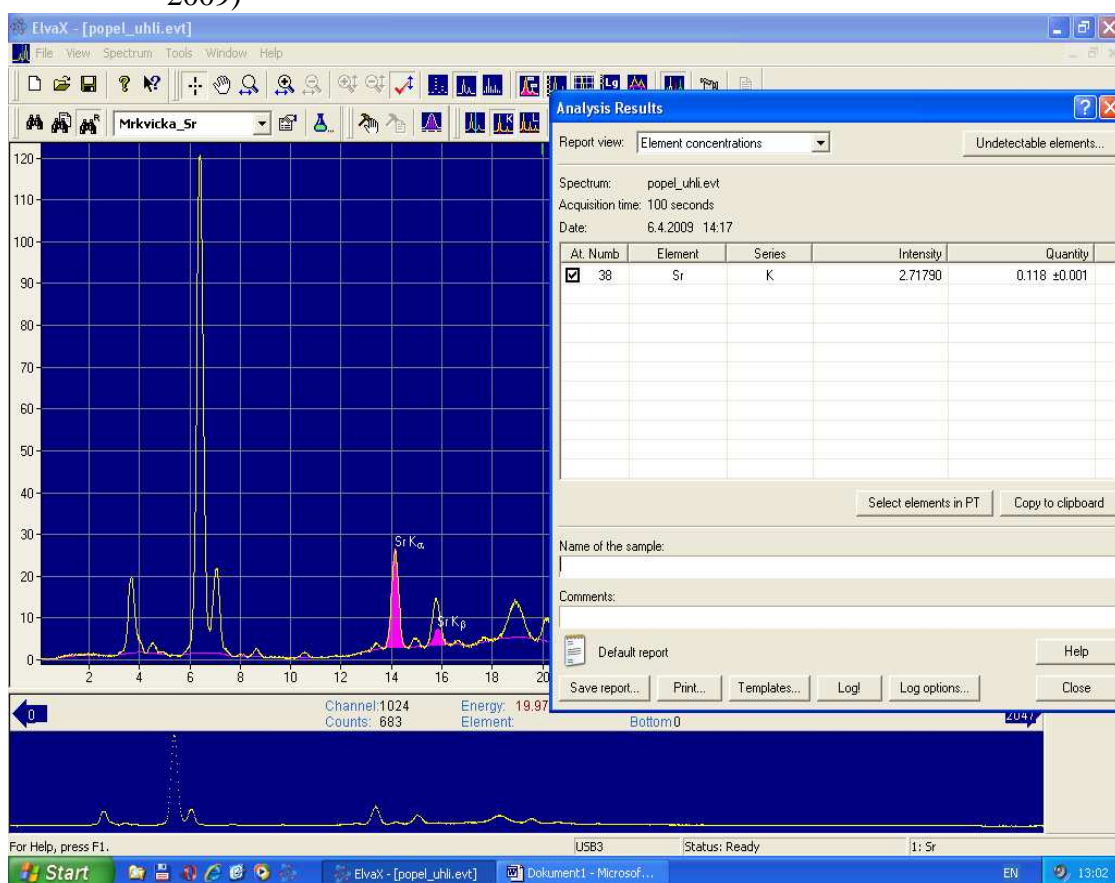 2009)
ElvaX - [popel_uhli.evt]
File View Spectrum Tools Window Help
Mrkvicka_Sr
120
110
100
90
80
70
60
50
40
30
20
10
0
Sr Kα
Sr Kβ
2 4 6 8 10 12 14 16 18 20
Analysis Results
Report view: Element concentrations Undetectable elements...
Spectrum: popel_uhli.evt
Acquisition time: 100 seconds
Date: 6.4.2009 14:17
At. Numb Element Series Intensity Quantity
38 Sr K 2.71790 0.118 ±0.001
Select elements in PT Copy to clipboard
Name of the sample:
Comments:
Default report Help
Save report... Print... Templates... Log! Log options... Close
0 Channel:1024 Energy: 19.97 2047
Counts: 683 Element: Bottom:0
For Help, press F1. USB3 Status: Ready 1: Sr
Start ElvaX - [popel_uhli.evt] Dokument1 - Microsof... EN 13:02